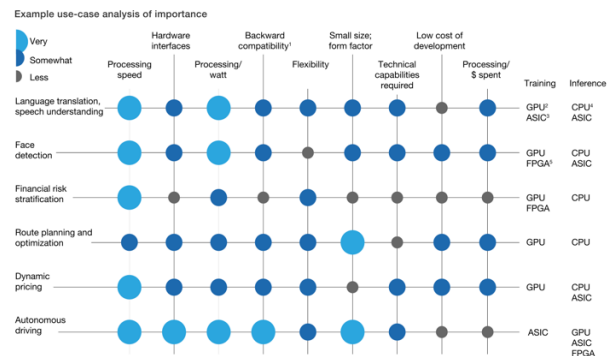 Example use-case analysis of importance
Very
Somewhat
Less
Hardware
interfaces
Backward
compatibility¹
Small size;
form factor
Low cost of
development
Processing
speed
Processing/
watt
Flexibility
Technical
capabilities
required
Processing/
$ spent
Training
Inference
Language translation,
speech understanding
GPU²
ASIC³
CPU⁴
ASIC
Face
detection
GPU
FPGA⁵
CPU
ASIC
Financial risk
stratification
GPU
FPGA
CPU
Route planning and
optimization
GPU
CPU
Dynamic
pricing
GPU
CPU
ASIC
Autonomous
driving
ASIC
GPU
ASIC
FPGA